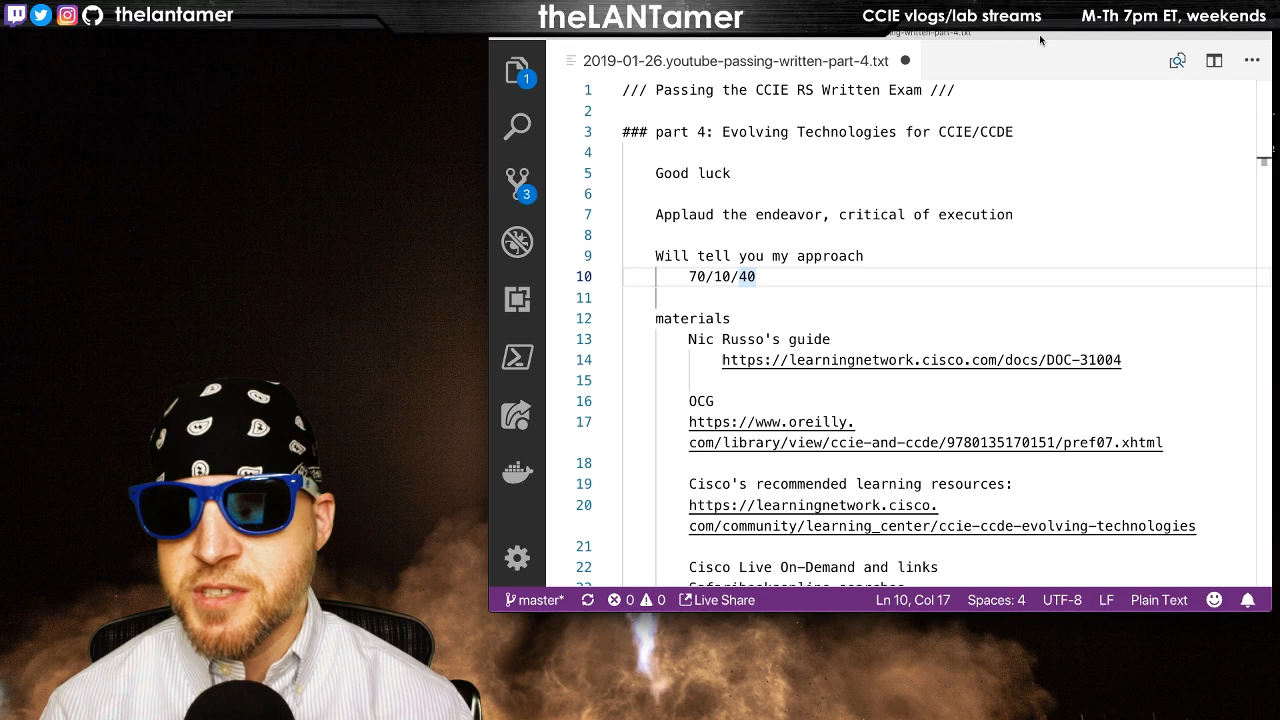 thelantamer
theLANTamer
CCIE vlogs/lab streams
M-Th 7pm ET, weekends
ng-written-part-4.txt
2019-01-26.youtube-passing-written-part-4.txt
1 /// Passing the CCIE RS Written Exam ///
2
3 ### part 4: Evolving Technologies for CCIE/CCDE
4
5 Good luck
6
7 Applaud the endeavor, critical of execution
8
9 Will tell you my approach
10 70/10/40
11
12 materials
13 Nic Russo's guide
14 https://learningnetwork.cisco.com/docs/DOC-31004
15
16 OCG
17 https://www.oreilly.
com/library/view/ccie-and-ccde/9780135170151/pref07.xhtml
18
19 Cisco's recommended learning resources:
20 https://learningnetwork.cisco.
com/community/learning_center/ccie-ccde-evolving-technologies
21
22 Cisco Live On-Demand and links
1
3
master* 0 0 Live Share Ln 10, Col 17 Spaces: 4 UTF-8 LF Plain Text